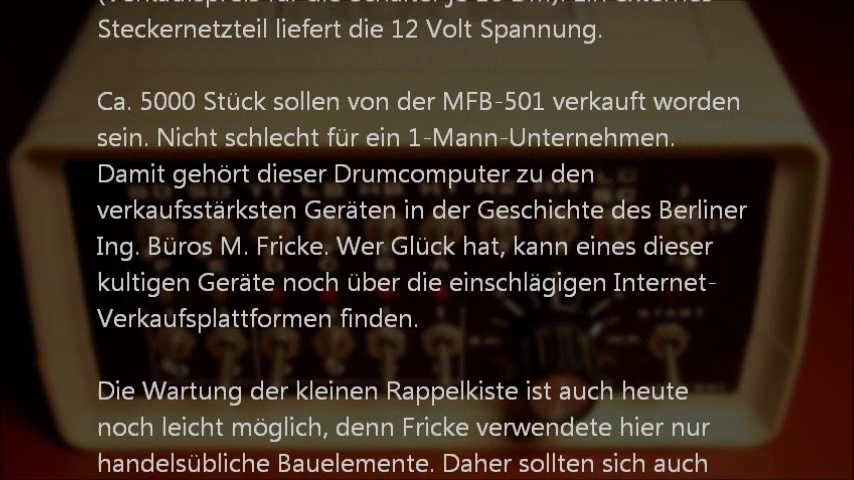 Steckernetzteil liefert die 12 Volt Spannung.
Ca. 5000 Stück sollen von der MFB-501 verkauft worden
sein. Nicht schlecht für ein 1-Mann-Unternehmen.
Damit gehört dieser Drumcomputer zu den
verkaufsstärksten Geräten in der Geschichte des Berliner
Ing. Büros M. Fricke. Wer Glück hat, kann eines dieser
kultigen Geräte noch über die einschlägigen Internet-
Verkaufsplattformen finden.
Die Wartung der kleinen Rappelkiste ist auch heute
noch leicht möglich, denn Fricke verwendete hier nur
handelsübliche Bauelemente. Daher sollten sich auch